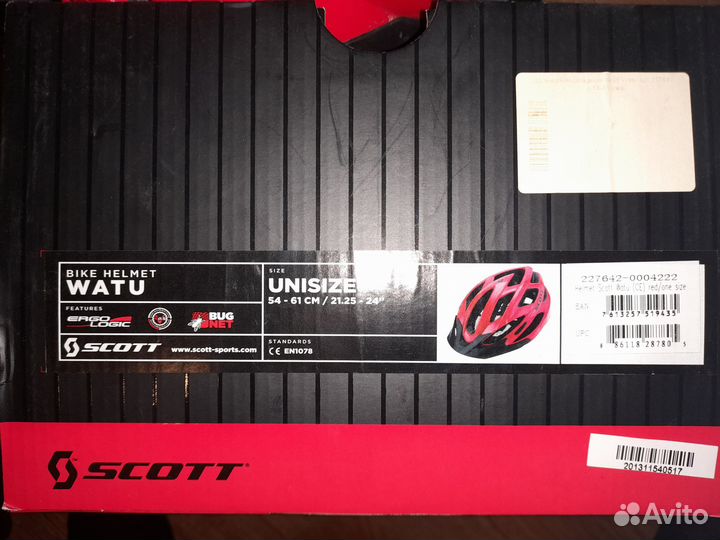 BIKE HELMET
WATU
FEATURES
ERGO
LOGIC
BUG
NET
SCOTT
www.scott-sports.com
SIZE
UNISIZE
54 - 61 CM / 21.25 - 24"
STANDARDS
CE EN1078
227642-0004222
Helmet Scott Watu (CE) red/one size
EAN
7 613257 519435
UPC
8 86118 28780 5
SCOTT
201311540517
Avito